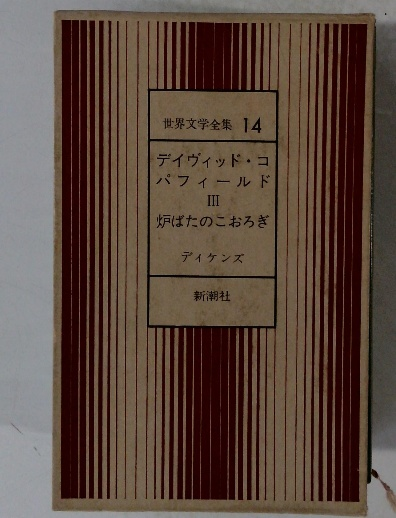 世界文学全集 14
デイヴィッド・コ
パフィールド
III
炉ばたのこおろぎ
ディケンズ
新潮社